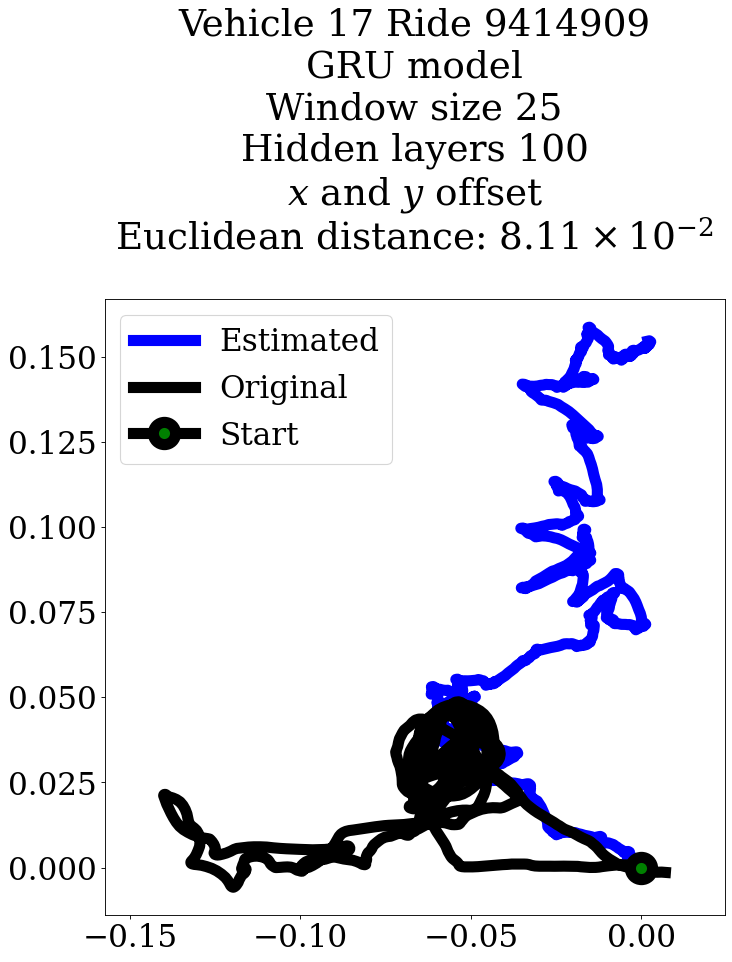 Vehicle 17 Ride 9414909
GRU model
Window size 25
Hidden layers 100
x and y offset
Euclidean distance: 8.11 × 10⁻²
Estimated
Original
Start
0.150
0.125
0.100
0.075
0.050
0.025
0.000
−0.15 −0.10 −0.05 0.00